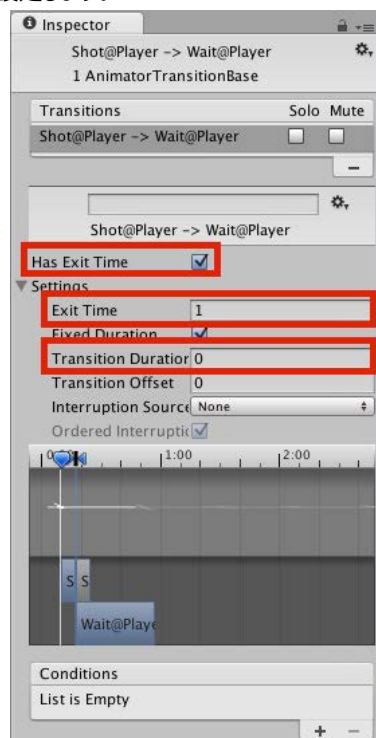 Inspector
Shot@Player -> Wait@Player
1 AnimatorTransitionBase
Transitions Solo Mute
Shot@Player -> Wait@Player
Shot@Player -> Wait@Player
Has Exit Time
Settings
Exit Time 1
Fixed Duration
Transition Duration 0
Transition Offset 0
Interruption Source None
Ordered Interrupti
1:00 2:00
S S
Wait@Playe
Conditions
List is Empty